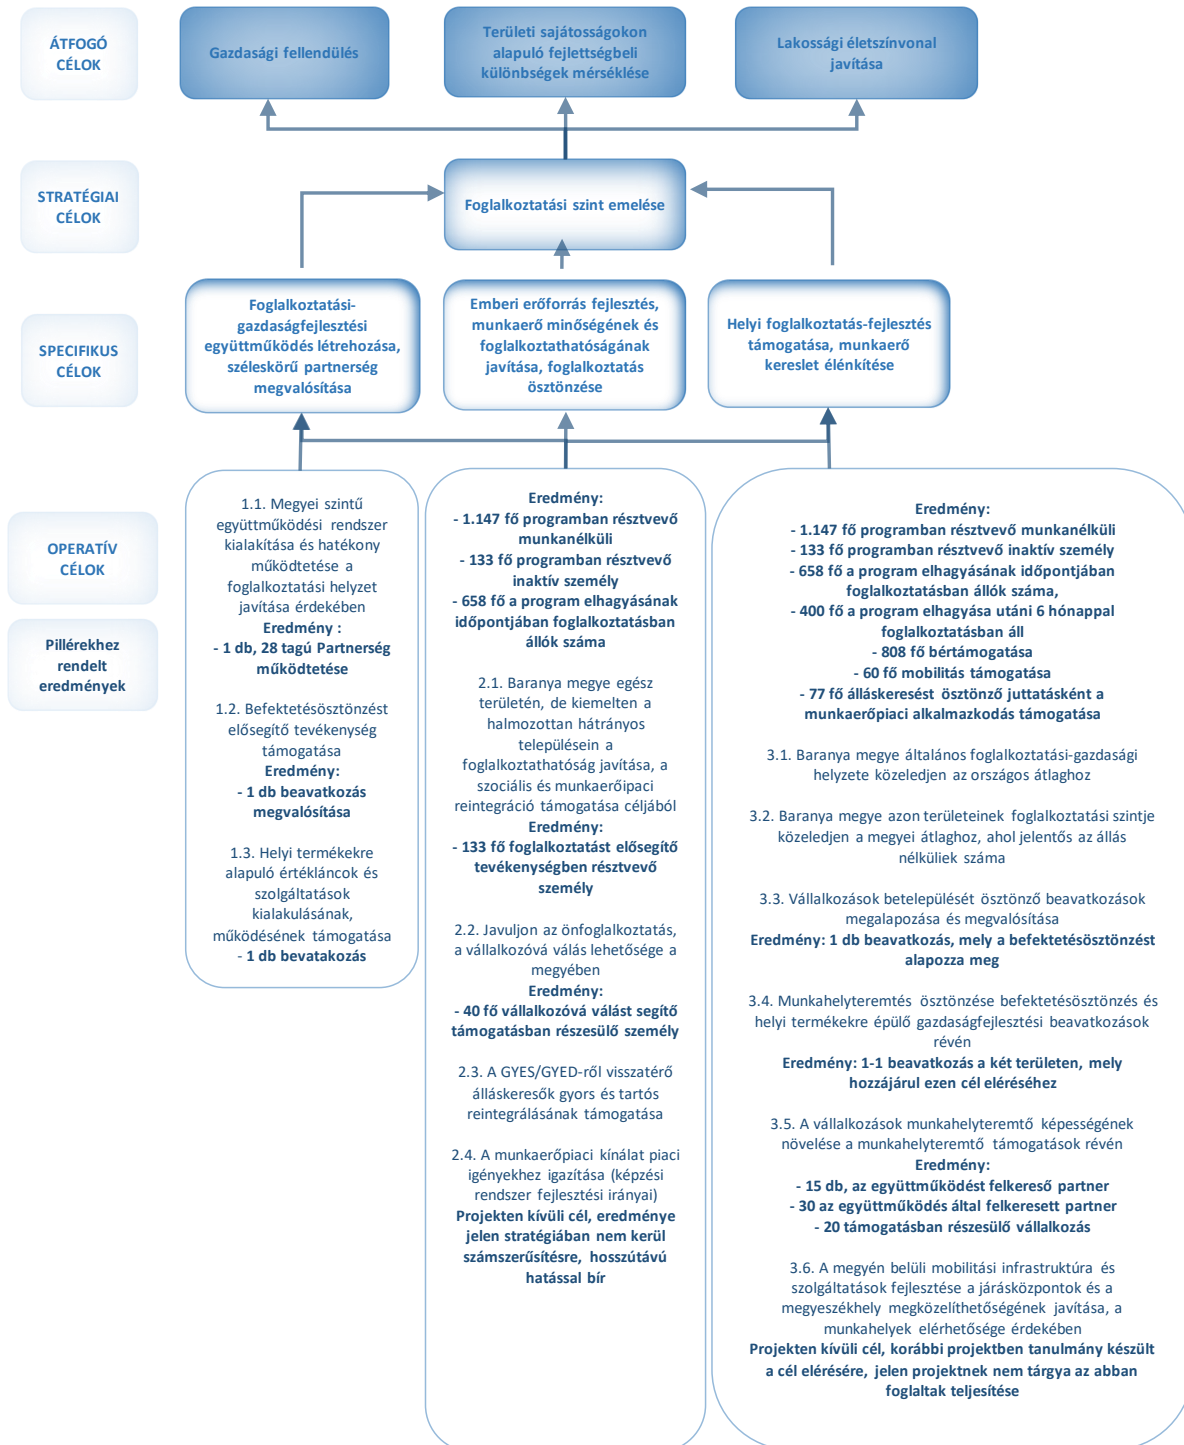 ÁTFOGÓ
CÉLOK
Gazdasági fellendülés
Területi sajátosságokon
alapuló fejlettségbeli
különbségek mérséklése
Lakossági életszínvonal
javítása
STRATÉGIAI
CÉLOK
Foglalkoztatási szint emelése
SPECIFIKUS
CÉLOK
Foglalkoztatási-
gazdaságfejlesztési
együttműködés létrehozása,
széleskörű partnerség
megvalósítása
Emberi erőforrás fejlesztés,
munkaerő minőségének és
foglalkoztathatóságának
javítása, foglalkoztatás
ösztönzése
Helyi foglalkoztatás-fejlesztés
támogatása, munkaerő
kereslet élénkítése
OPERATÍV
CÉLOK
Pillérekhez
rendelt
eredmények
1.1. Megyei szintű
együttműködési rendszer
kialakítása és hatékony
működtetése a
foglalkoztatási helyzet
javítása érdekében
Eredmény :
- 1 db, 28 tagú Partnerség
működtetése
1.2. Befektetésösztönzést
elősegítő tevékenység
támogatása
Eredmény:
- 1 db beavatkozás
megvalósítása
1.3. Helyi termékekre
alapuló értékláncok és
szolgáltatások
kialakulásának,
működésének támogatása
- 1 db bevatakozás
Eredmény:
- 1.147 fő programban résztvevő
munkanélküli
- 133 fő programban résztvevő
inaktív személy
- 658 fő a program elhagyásának
időpontjában foglalkoztatásban
állók száma
2.1. Baranya megye egész
területén, de kiemelten a
halmozottan hátrányos
településein a
foglalkoztathatóság javítása, a
szociális és munkaerőipaci
reintegráció támogatása céljából
Eredmény:
- 133 fő foglalkoztatást elősegítő
tevékenységben résztvevő
személy
2.2. Javuljon az önfoglalkoztatás,
a vállalkozóvá válás lehetősége a
megyében
Eredmény:
- 40 fő vállalkozóvá válást segítő
támogatásban részesülő személy
2.3. A GYES/GYED-ről visszatérő
álláskeresők gyors és tartós
reintegrálásának támogatása
2.4. A munkaerőpiaci kínálat piaci
igényekhez igazítása (képzési
rendszer fejlesztési irányai)
Projekten kívüli cél, eredménye
jelen stratégiában nem kerül
számszerűsítésre, hosszútávú
hatással bír
Eredmény:
- 1.147 fő programban résztvevő munkanélküli
- 133 fő programban résztvevő inaktív személy
- 658 fő a program elhagyásának időpontjában
foglalkoztatásban állók száma,
- 400 fő a program elhagyása utáni 6 hónappal
foglalkoztatásban áll
- 808 fő bértámogatása
- 60 fő mobilitás támogatása
- 77 fő álláskeresést ösztönző juttatásként a
munkaerőpiaci alkalmazkodás támogatása
3.1. Baranya megye általános foglalkoztatási-gazdasági
helyzete közeledjen az országos átlaghoz
3.2. Baranya megye azon területeinek foglalkoztatási szintje
közeledjen a megyei átlaghoz, ahol jelentős az állás
nélküliek száma
3.3. Vállalkozások betelepülését ösztönző beavatkozások
megalapozása és megvalósítása
Eredmény: 1 db beavatkozás, mely a befektetésösztönzést
alapozza meg
3.4. Munkahelyteremtés ösztönzése befektetésösztönzés és
helyi termékekre épülő gazdaságfejlesztési beavatkozások
révén
Eredmény: 1-1 beavatkozás a két területen, mely
hozzájárul ezen cél eléréséhez
3.5. A vállalkozások munkahelyteremtő képességének
növelése a munkahelyteremtő támogatások révén
Eredmény:
- 15 db, az együttműködést felkereső partner
- 30 az együttműködés által felkeresett partner
- 20 támogatásban részesülő vállalkozás
3.6. A megyén belüli mobilitási infrastruktúra és
szolgáltatások fejlesztése a járásközpontok és a
megyeszékhely megközelíthetőségének javítása, a
munkahelyek elérhetősége érdekében
Projekten kívüli cél, korábbi projektben tanulmány készült
a cél elérésére, jelen projektnek nem tárgya az abban
foglaltak teljesítése